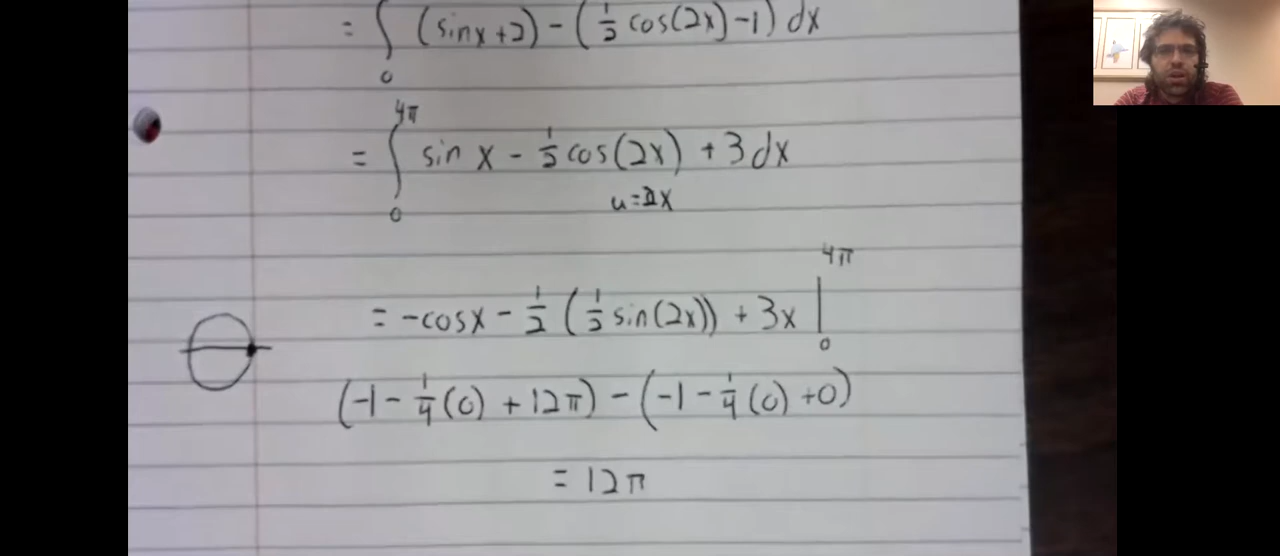 = ∫₀ (sinx+2) - (1/2 cos(2x) -1) dx
= ∫₀^4π sin x - 1/2 cos(2x) + 3 dx
u=2x
= -cosx - 1/2 (1/2 sin(2x)) + 3x |₀^4π
(-1 - 1/4 (0) + 12π) - (-1 - 1/4 (0) +0)
= 12π